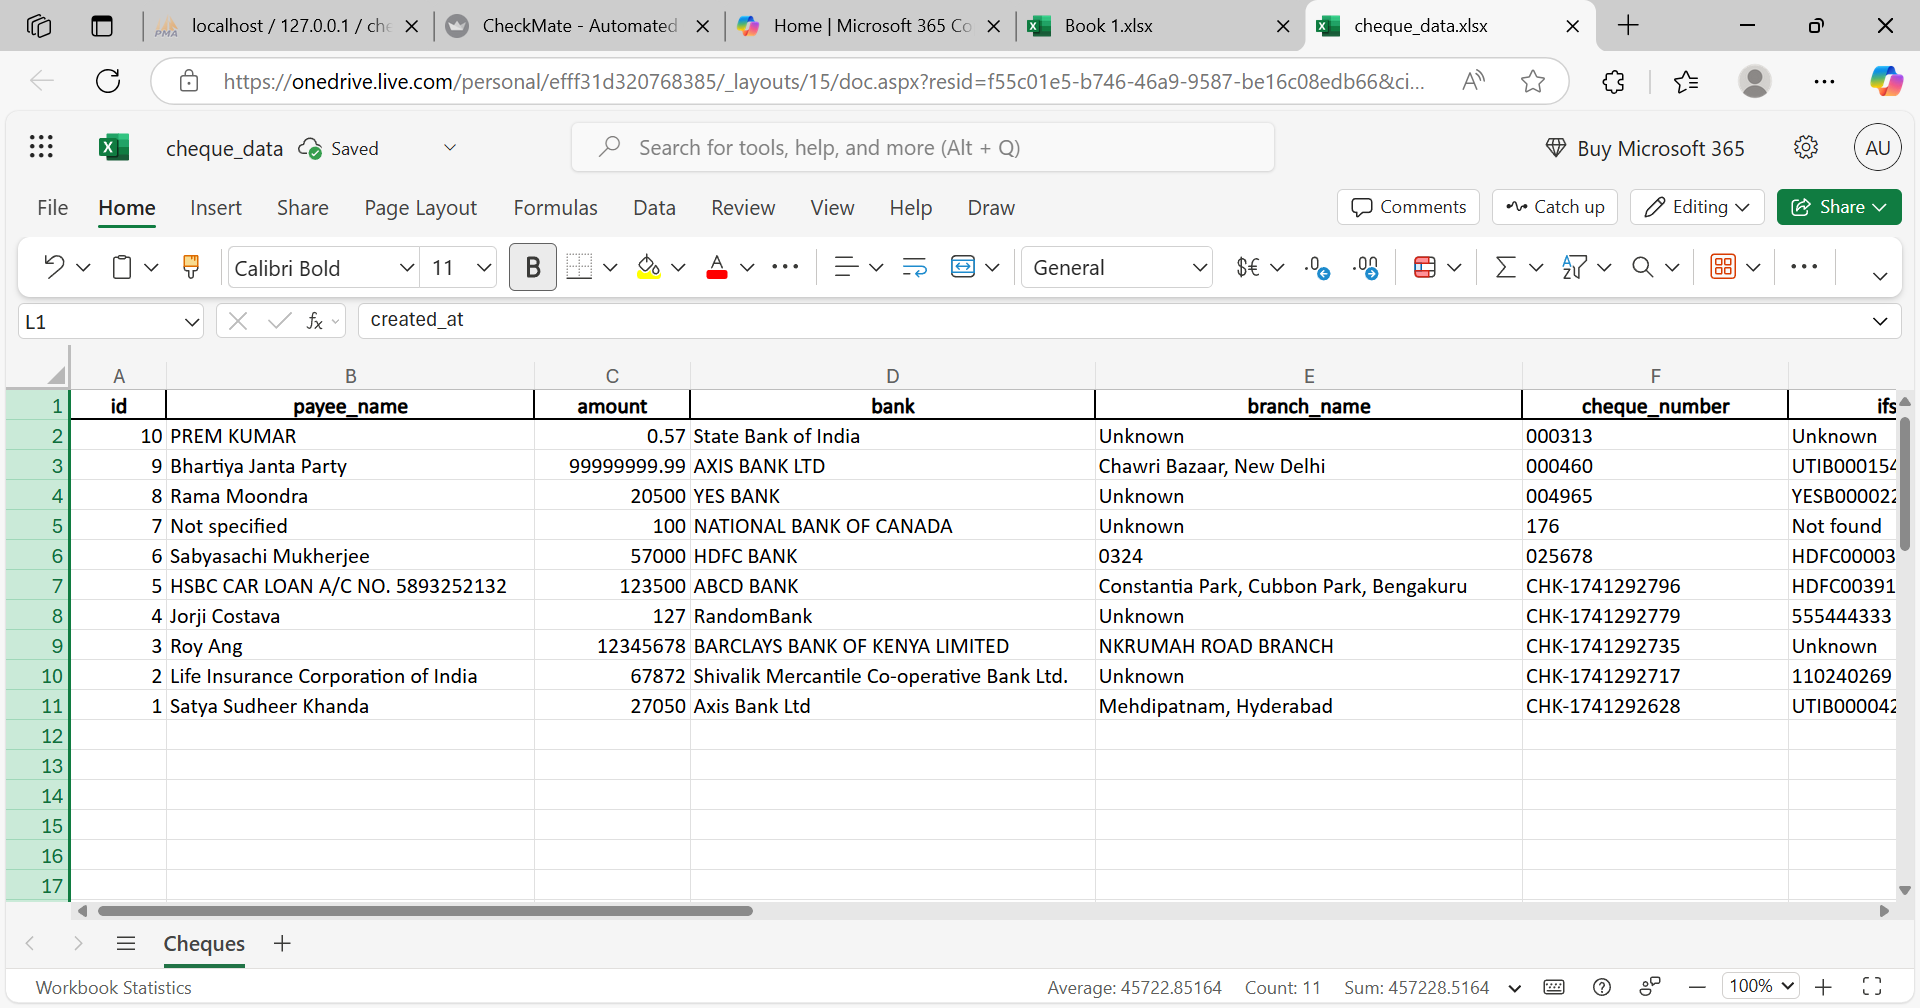 localhost / 127.0.0.1 / che
CheckMate - Automated
Home | Microsoft 365 Co
Book 1.xlsx
cheque_data.xlsx
https://onedrive.live.com/personal/efff31d320768385/_layouts/15/doc.aspx?resid=f55c01e5-b746-46a9-9587-be16c08edb66&ci...
cheque_data Saved
Search for tools, help, and more (Alt + Q)
Buy Microsoft 365
AU
File Home Insert Share Page Layout Formulas Data Review View Help Draw
Comments Catch up Editing Share
Calibri Bold 11 B General
L1 fx created_at
A B C D E F
1 id payee_name amount bank branch_name cheque_number ifs
2 10 PREM KUMAR 0.57 State Bank of India Unknown 000313 Unknown
3 9 Bhartiya Janta Party 99999999.99 AXIS BANK LTD Chawri Bazaar, New Delhi 000460 UTIB000154
4 8 Rama Moondra 20500 YES BANK Unknown 004965 YESB000022
5 7 Not specified 100 NATIONAL BANK OF CANADA Unknown 176 Not found
6 6 Sabyasachi Mukherjee 57000 HDFC BANK 0324 025678 HDFC00003
7 5 HSBC CAR LOAN A/C NO. 5893252132 123500 ABCD BANK Constantia Park, Cubbon Park, Bengakuru CHK-1741292796 HDFC00391
8 4 Jorji Costava 127 RandomBank Unknown CHK-1741292779 555444333
9 3 Roy Ang 12345678 BARCLAYS BANK OF KENYA LIMITED NKRUMAH ROAD BRANCH CHK-1741292735 Unknown
10 2 Life Insurance Corporation of India 67872 Shivalik Mercantile Co-operative Bank Ltd. Unknown CHK-1741292717 110240269
11 1 Satya Sudheer Khanda 27050 Axis Bank Ltd Mehdipatnam, Hyderabad CHK-1741292628 UTIB000042
12
13
14
15
16
17
Cheques
Workbook Statistics Average: 45722.85164 Count: 11 Sum: 457228.5164 100%